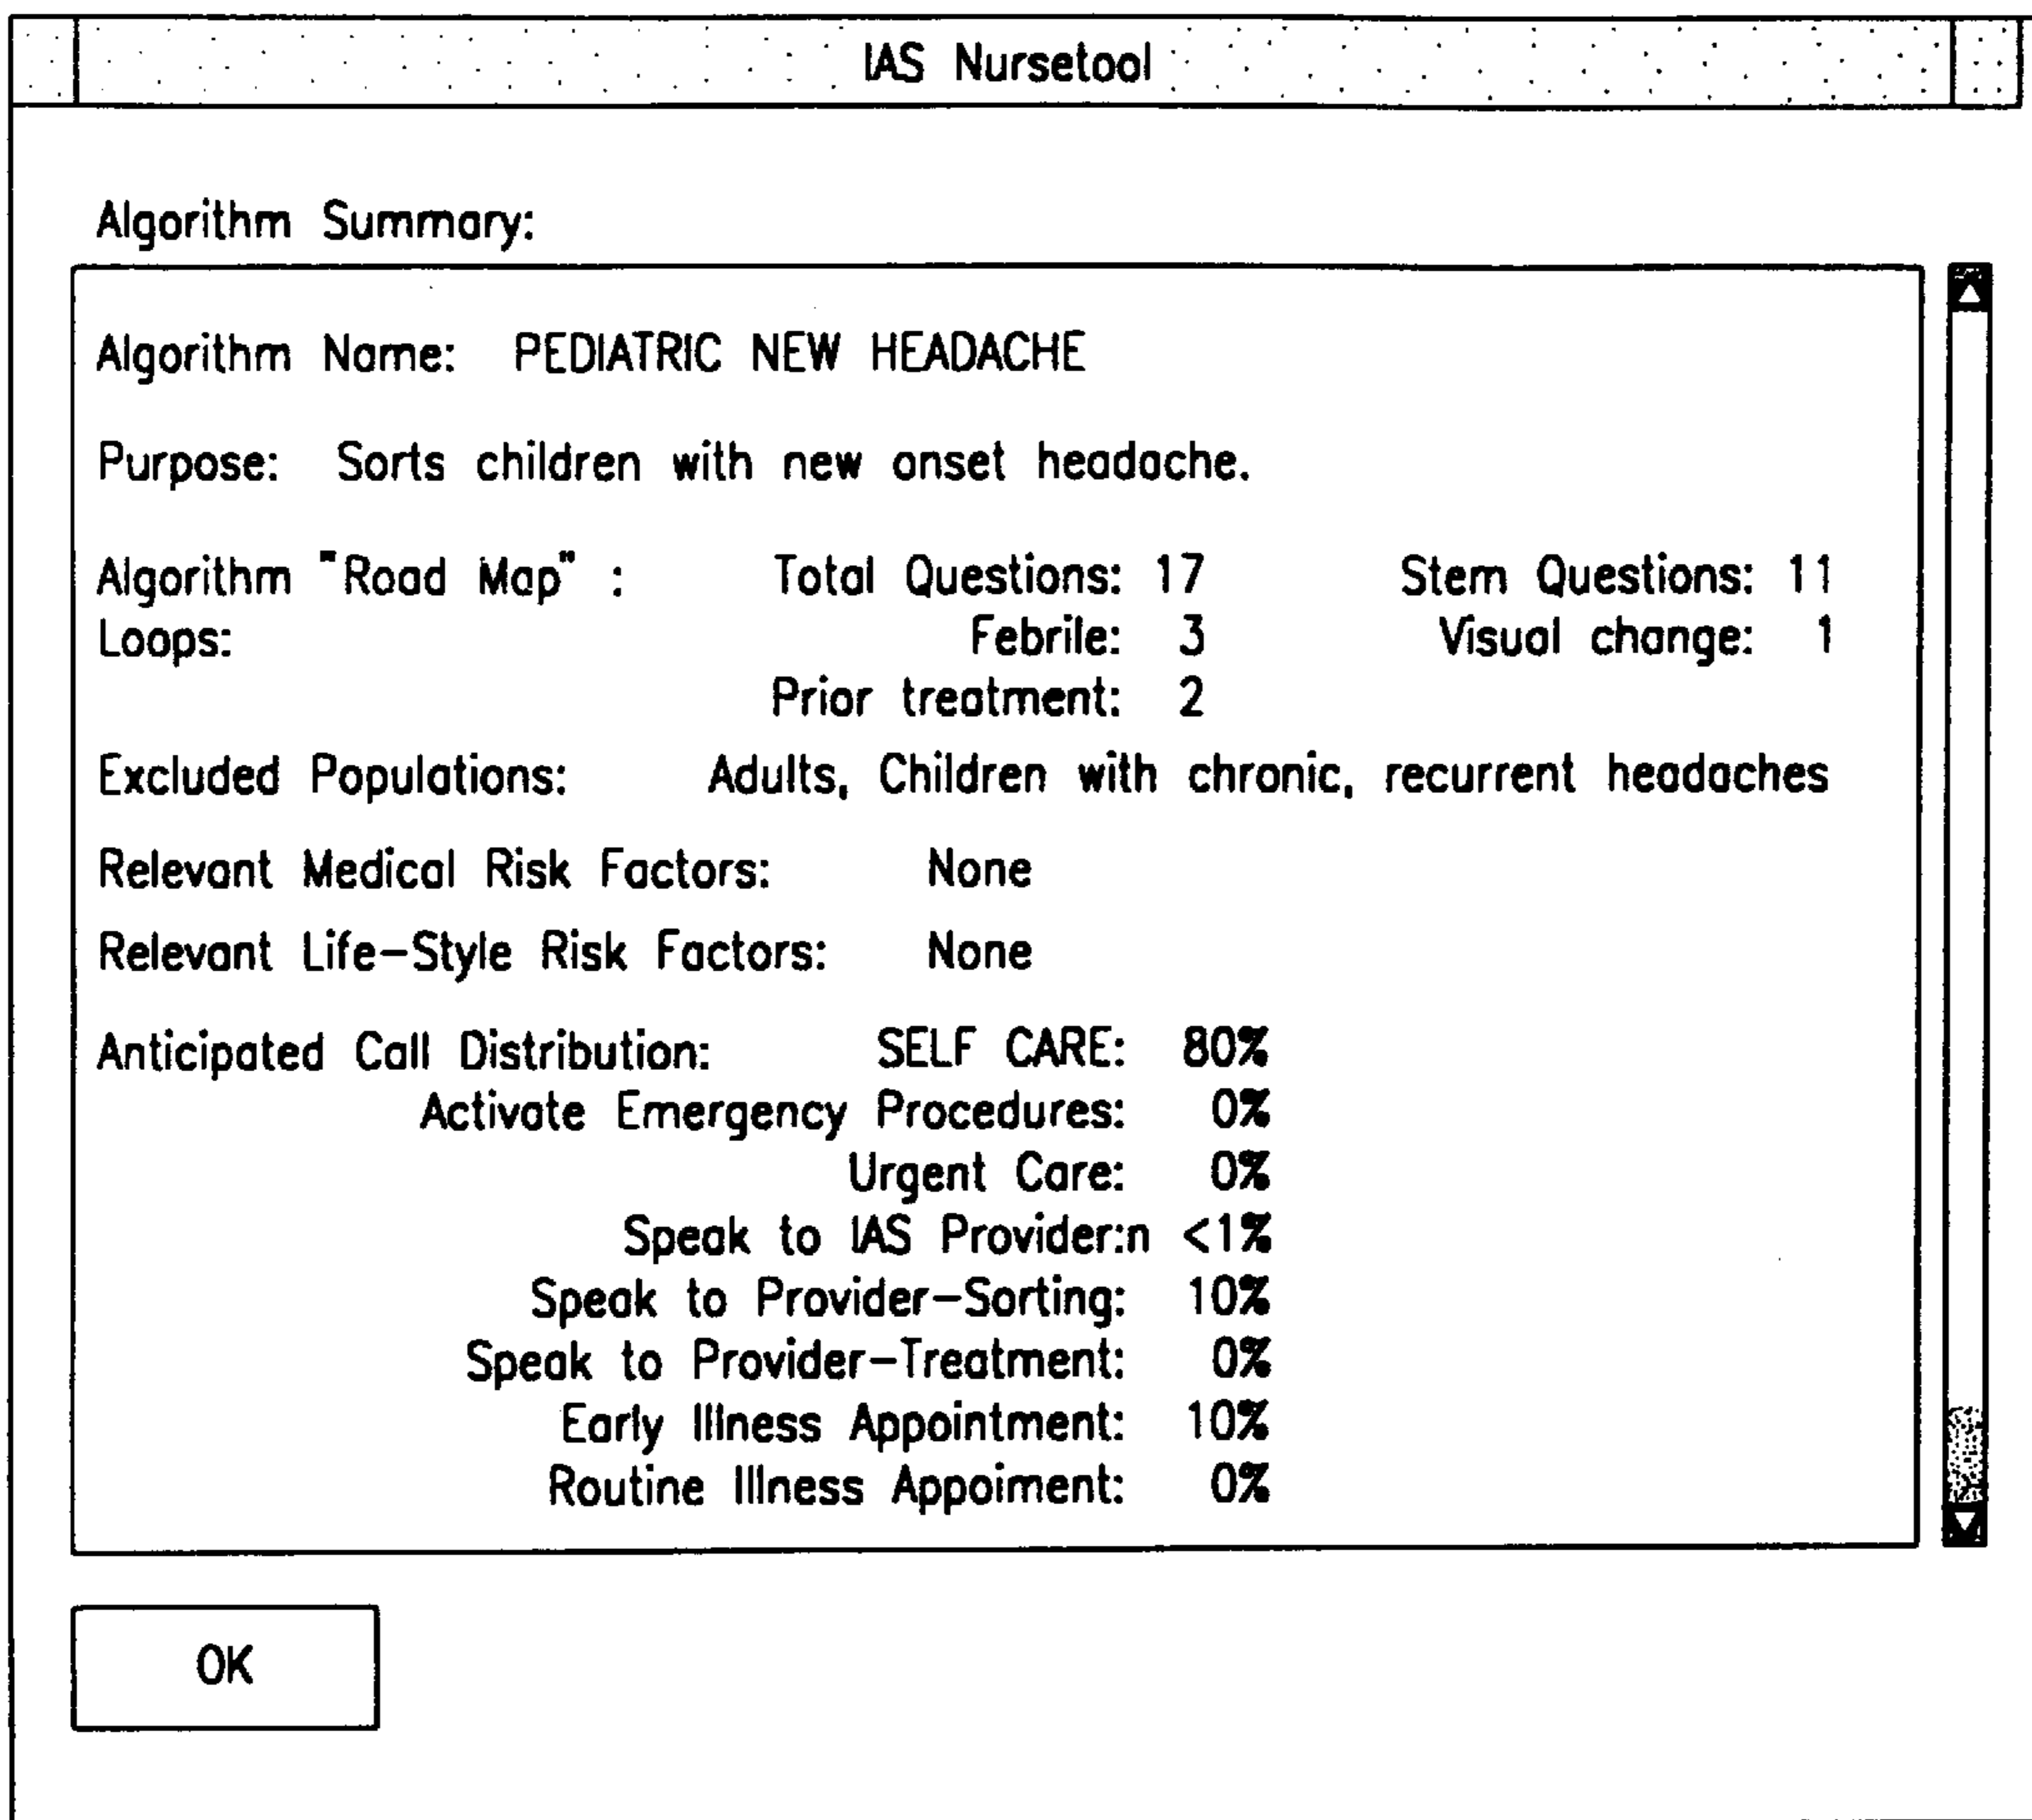 IAS Nursetool
Algorithm Summary:
Algorithm Name: PEDIATRIC NEW HEADACHE
Purpose: Sorts children with new onset headache.
Algorithm "Road Map" : Total Questions: 17 Stem Questions: 11
Loops: Febrile: 3 Visual change: 1
Prior treatment: 2
Excluded Populations: Adults, Children with chronic, recurrent headaches
Relevant Medical Risk Factors: None
Relevant Life-Style Risk Factors: None
Anticipated Call Distribution: SELF CARE: 80%
Activate Emergency Procedures: 0%
Urgent Care: 0%
Speak to IAS Provider:n <1%
Speak to Provider-Sorting: 10%
Speak to Provider-Treatment: 0%
Early Illness Appointment: 10%
Routine Illness Appoiment: 0%
OK